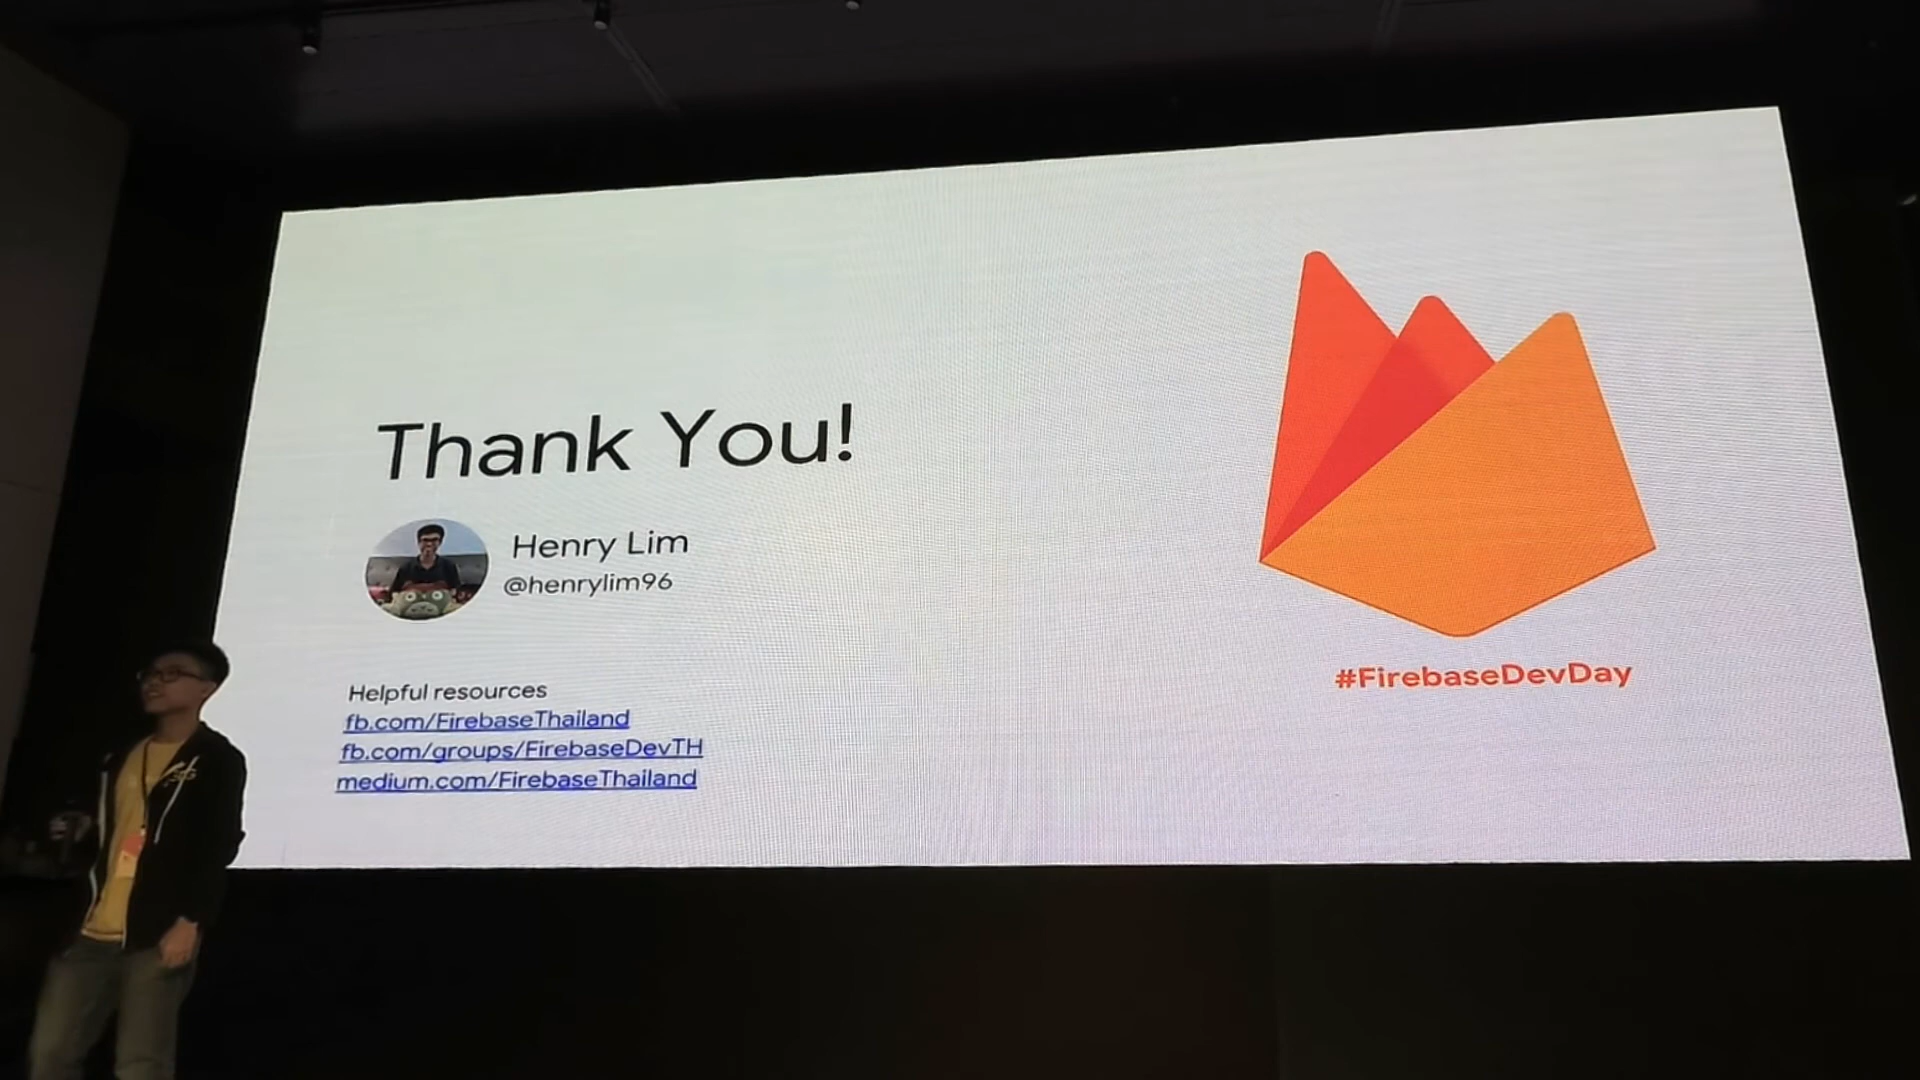 Thank You!
Henry Lim
@henrylim96
Helpful resources
fb.com/FirebaseThailand
fb.com/groups/FirebaseDevTH
medium.com/FirebaseThailand
#FirebaseDevDay